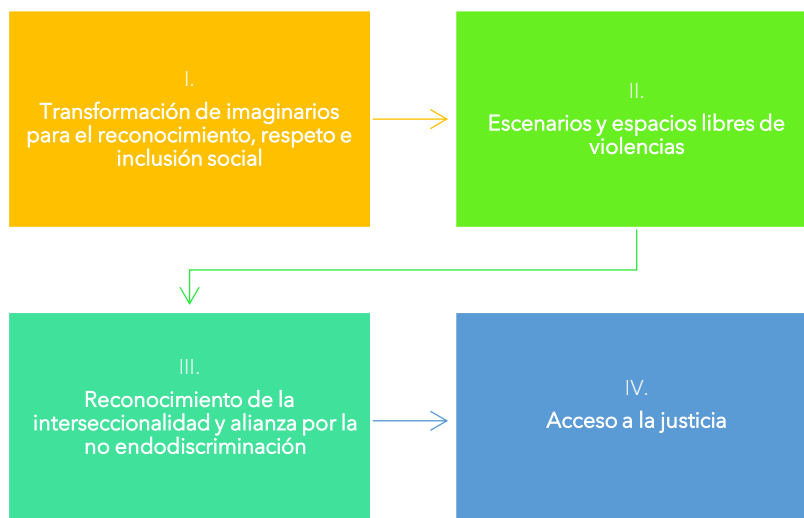 I.
Transformación de imaginarios
para el reconocimiento, respeto e
inclusión social
II.
Escenarios y espacios libres de
violencias
III.
Reconocimiento de la
interseccionalidad y alianza por la
no endodiscriminación
IV.
Acceso a la justicia